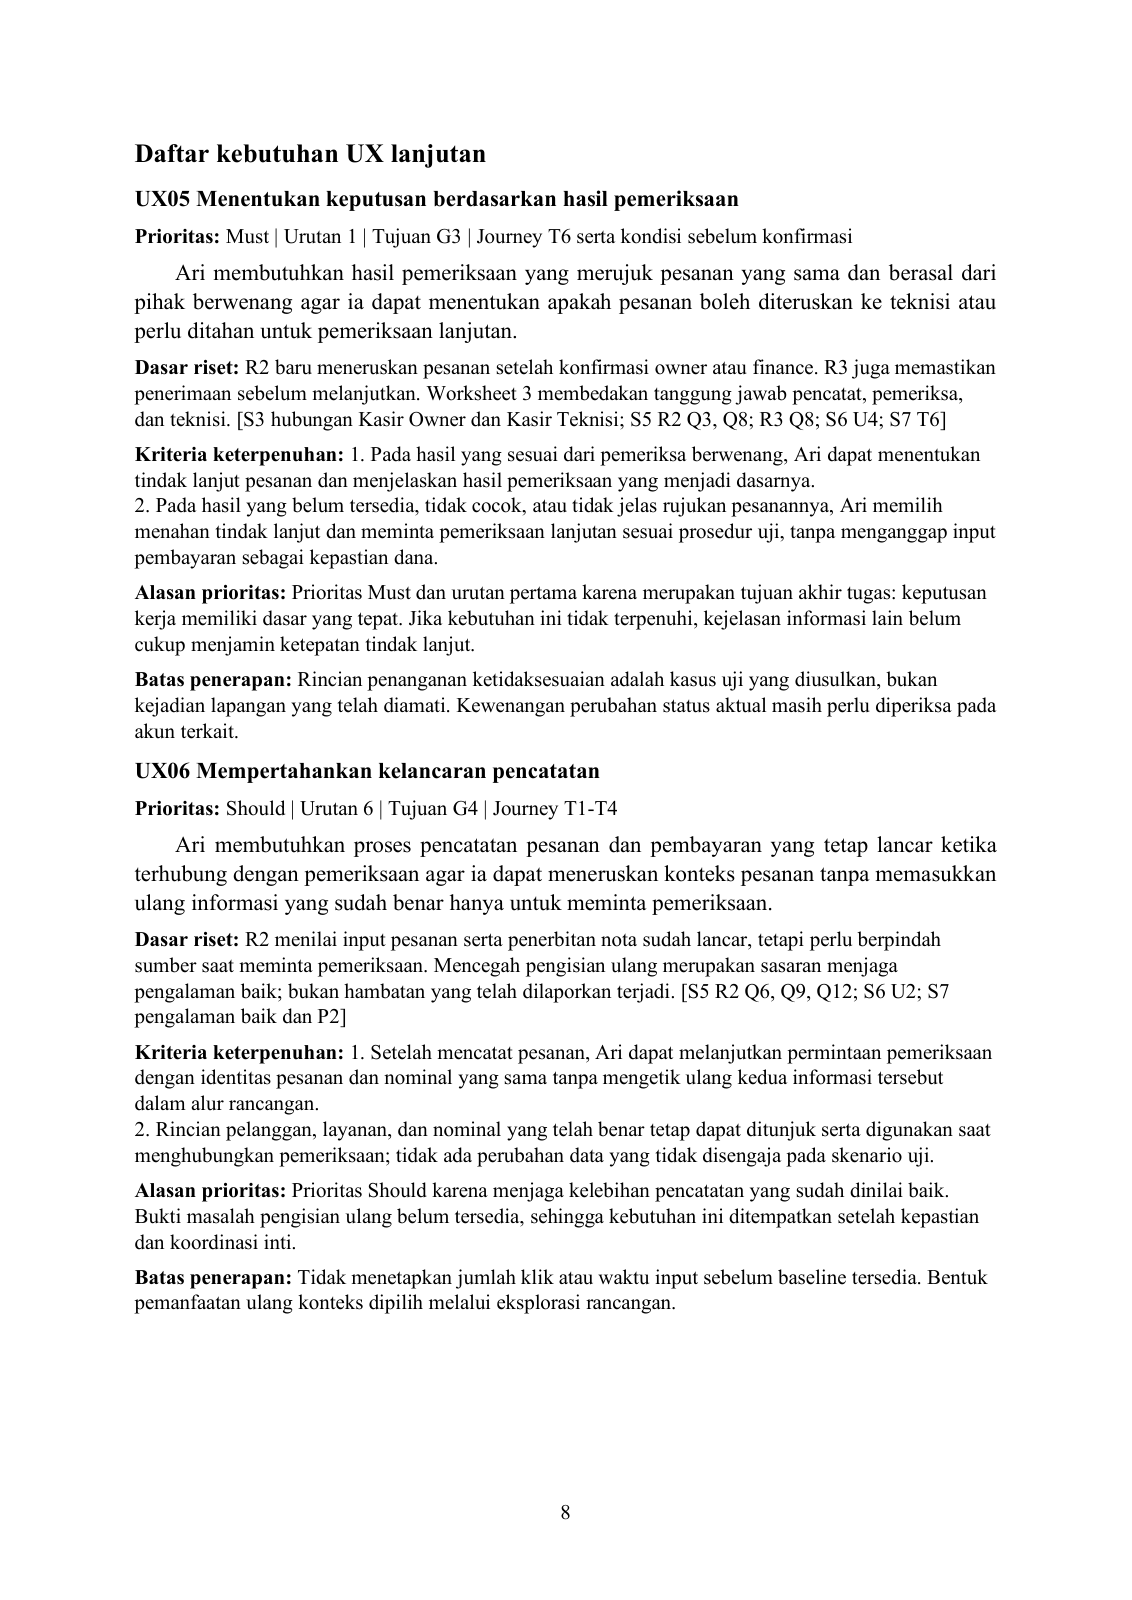 Daftar kebutuhan UX lanjutan
UX05 Menentukan keputusan berdasarkan hasil pemeriksaan
Prioritas: Must | Urutan 1 | Tujuan G3 | Journey T6 serta kondisi sebelum konfirmasi
Ari membutuhkan hasil pemeriksaan yang merujuk pesanan yang sama dan berasal dari
pihak berwenang agar ia dapat menentukan apakah pesanan boleh diteruskan ke teknisi atau
perlu ditahan untuk pemeriksaan lanjutan.
Dasar riset: R2 baru meneruskan pesanan setelah konfirmasi owner atau finance. R3 juga memastikan
penerimaan sebelum melanjutkan. Worksheet 3 membedakan tanggung jawab pencatat, pemeriksa,
dan teknisi. [S3 hubungan Kasir Owner dan Kasir Teknisi; S5 R2 Q3, Q8; R3 Q8; S6 U4; S7 T6]
Kriteria keterpenuhan: 1. Pada hasil yang sesuai dari pemeriksa berwenang, Ari dapat menentukan
tindak lanjut pesanan dan menjelaskan hasil pemeriksaan yang menjadi dasarnya.
2. Pada hasil yang belum tersedia, tidak cocok, atau tidak jelas rujukan pesanannya, Ari memilih
menahan tindak lanjut dan meminta pemeriksaan lanjutan sesuai prosedur uji, tanpa menganggap input
pembayaran sebagai kepastian dana.
Alasan prioritas: Prioritas Must dan urutan pertama karena merupakan tujuan akhir tugas: keputusan
kerja memiliki dasar yang tepat. Jika kebutuhan ini tidak terpenuhi, kejelasan informasi lain belum
cukup menjamin ketepatan tindak lanjut.
Batas penerapan: Rincian penanganan ketidaksesuaian adalah kasus uji yang diusulkan, bukan
kejadian lapangan yang telah diamati. Kewenangan perubahan status aktual masih perlu diperiksa pada
akun terkait.
UX06 Mempertahankan kelancaran pencatatan
Prioritas: Should | Urutan 6 | Tujuan G4 | Journey T1-T4
Ari membutuhkan proses pencatatan pesanan dan pembayaran yang tetap lancar ketika
terhubung dengan pemeriksaan agar ia dapat meneruskan konteks pesanan tanpa memasukkan
ulang informasi yang sudah benar hanya untuk meminta pemeriksaan.
Dasar riset: R2 menilai input pesanan serta penerbitan nota sudah lancar, tetapi perlu berpindah
sumber saat meminta pemeriksaan. Mencegah pengisian ulang merupakan sasaran menjaga
pengalaman baik; bukan hambatan yang telah dilaporkan terjadi. [S5 R2 Q6, Q9, Q12; S6 U2; S7
pengalaman baik dan P2]
Kriteria keterpenuhan: 1. Setelah mencatat pesanan, Ari dapat melanjutkan permintaan pemeriksaan
dengan identitas pesanan dan nominal yang sama tanpa mengetik ulang kedua informasi tersebut
dalam alur rancangan.
2. Rincian pelanggan, layanan, dan nominal yang telah benar tetap dapat ditunjuk serta digunakan saat
menghubungkan pemeriksaan; tidak ada perubahan data yang tidak disengaja pada skenario uji.
Alasan prioritas: Prioritas Should karena menjaga kelebihan pencatatan yang sudah dinilai baik.
Bukti masalah pengisian ulang belum tersedia, sehingga kebutuhan ini ditempatkan setelah kepastian
dan koordinasi inti.
Batas penerapan: Tidak menetapkan jumlah klik atau waktu input sebelum baseline tersedia. Bentuk
pemanfaatan ulang konteks dipilih melalui eksplorasi rancangan.
8